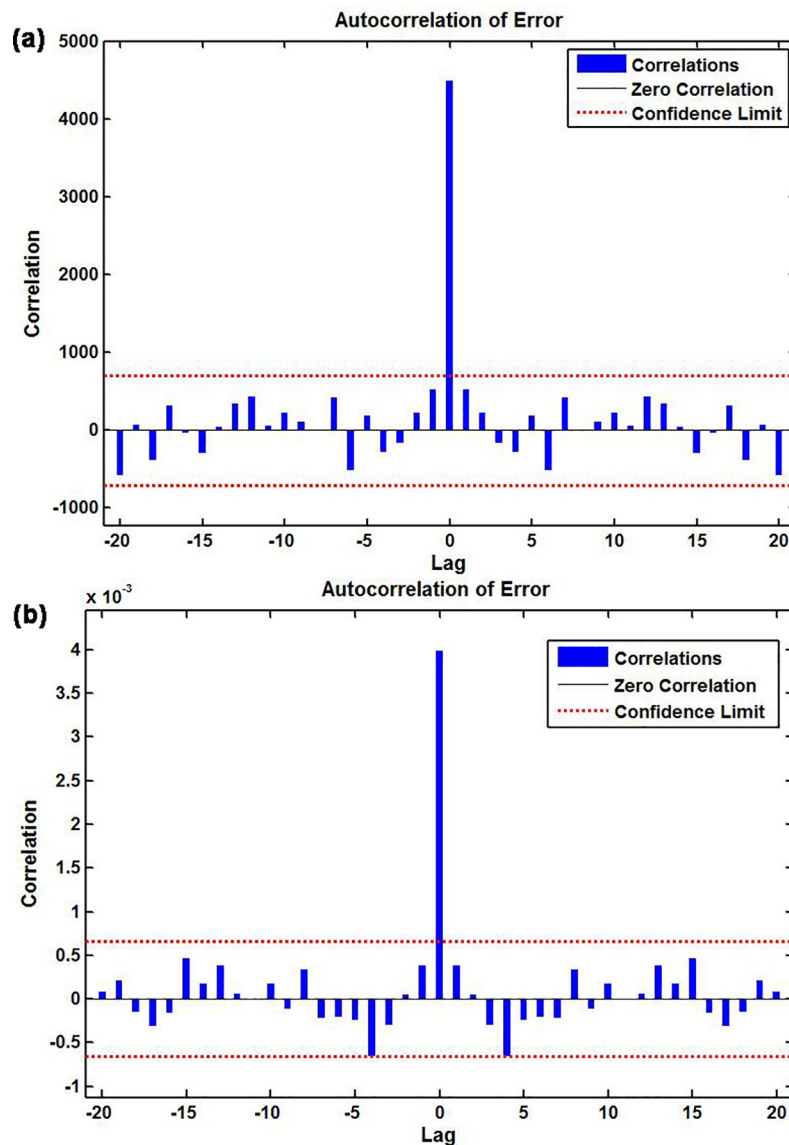 (a)
Autocorrelation of Error
5000
4000
3000
2000
1000
0
-1000
Correlation
Correlations
Zero Correlation
Confidence Limit
-20 -15 -10 -5 0 5 10 15 20
Lag
(b)
x 10-3
Autocorrelation of Error
4
3.5
3
2.5
2
1.5
1
0.5
0
-0.5
-1
Correlation
Correlations
Zero Correlation
Confidence Limit
-20 -15 -10 -5 0 5 10 15 20
Lag